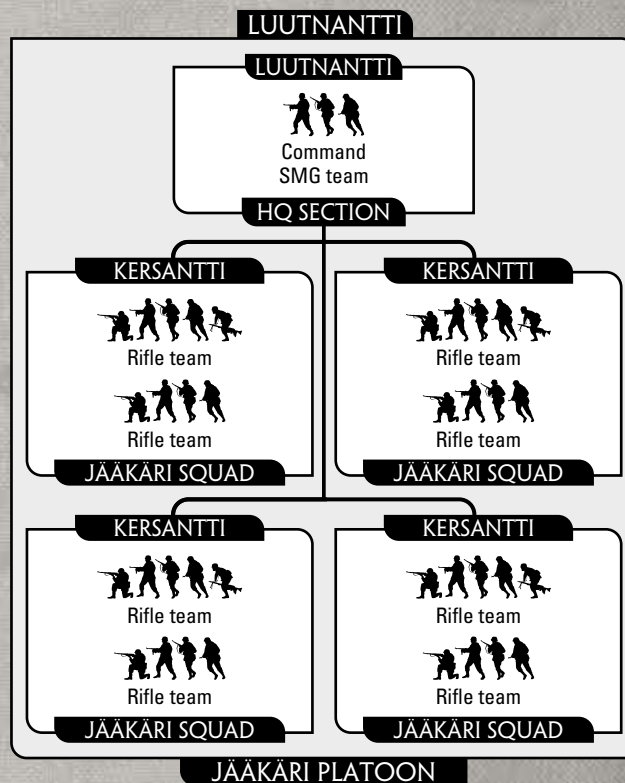 LUUTNANTTI
LUUTNANTTI
Command
SMG team
HQ SECTION
KERSANTTI
Rifle team
Rifle team
JÄÄKÄRI SQUAD
KERSANTTI
Rifle team
Rifle team
JÄÄKÄRI SQUAD
KERSANTTI
Rifle team
Rifle team
JÄÄKÄRI SQUAD
KERSANTTI
Rifle team
Rifle team
JÄÄKÄRI SQUAD
JÄÄKÄRI PLATOON